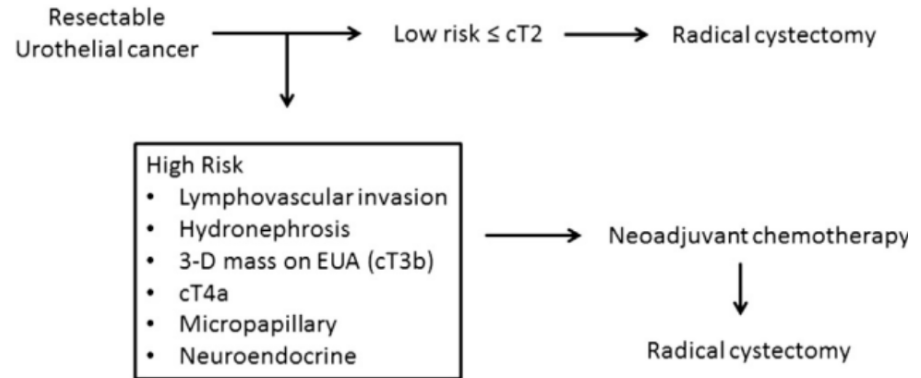 Resectable
Urothelial cancer
Low risk ≤ cT2
Radical cystectomy
High Risk
• Lymphovascular invasion
• Hydronephrosis
• 3-D mass on EUA (cT3b)
• cT4a
• Micropapillary
• Neuroendocrine
Neoadjuvant chemotherapy
Radical cystectomy